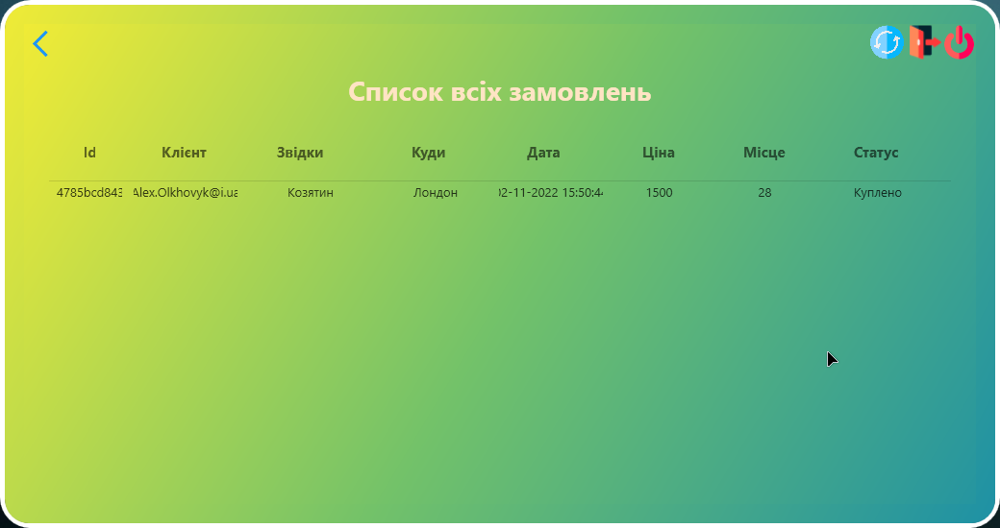 Список всіх замовлень
Id Клієнт Звідки Куди Дата Ціна Місце Статус
4785bcd843 Alex.Olkhovyk@i.ua Козятин Лондон 02-11-2022 15:50:44 1500 28 Куплено